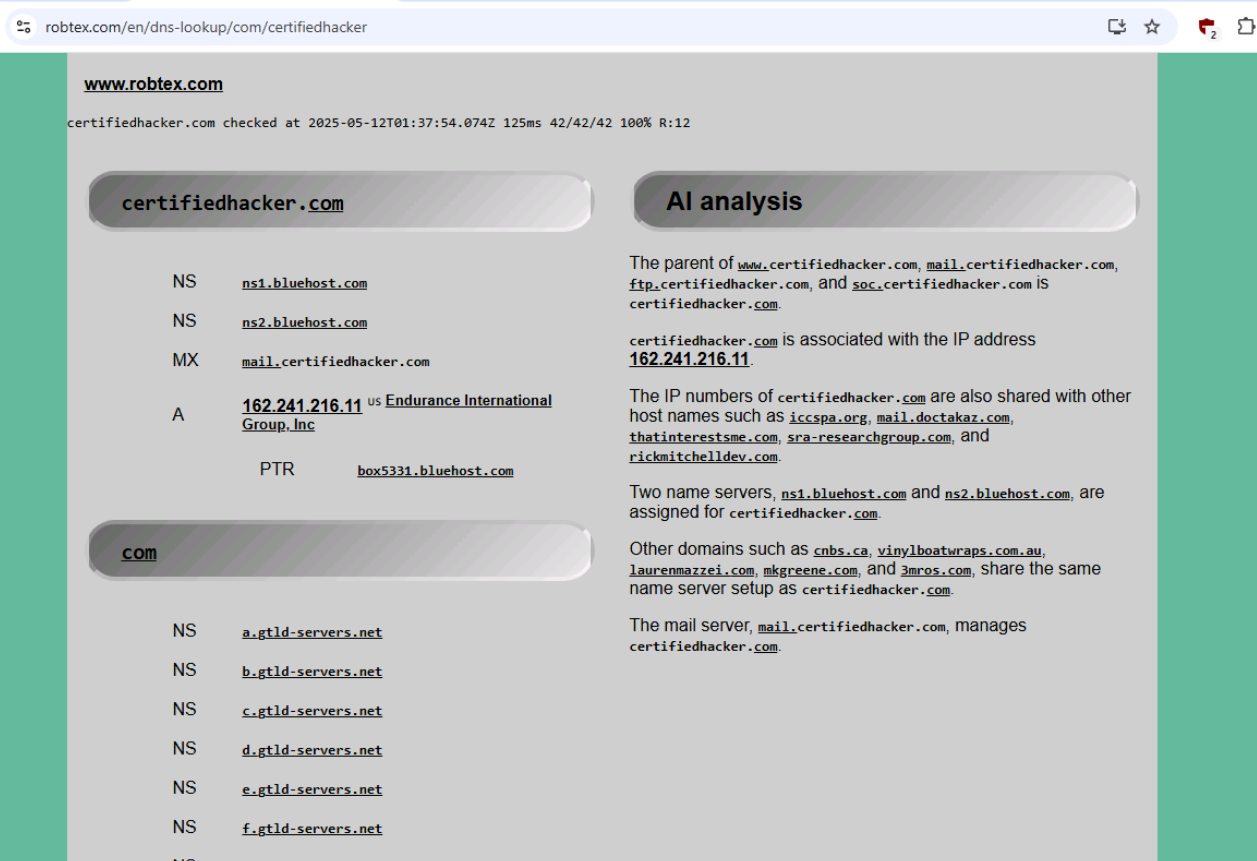 robtex.com/en/dns-lookup/com/certifiedhacker
2
www.robtex.com
certifiedhacker.com checked at 2025-05-12T01:37:54.074Z 125ms 42/42/42 100% R:12
certifiedhacker.com
NS ns1.bluehost.com
NS ns2.bluehost.com
MX mail.certifiedhacker.com
A 162.241.216.11 us Endurance International
Group, Inc
PTR box5331.bluehost.com
com
NS a.gtld-servers.net
NS b.gtld-servers.net
NS c.gtld-servers.net
NS d.gtld-servers.net
NS e.gtld-servers.net
NS f.gtld-servers.net
AI analysis
The parent of www.certifiedhacker.com, mail.certifiedhacker.com,
ftp.certifiedhacker.com, and soc.certifiedhacker.com is
certifiedhacker.com.
certifiedhacker.com is associated with the IP address
162.241.216.11.
The IP numbers of certifiedhacker.com are also shared with other
host names such as iccspa.org, mail.doctakaz.com,
thatinterestsme.com, sra-researchgroup.com, and
rickmitchelldev.com.
Two name servers, ns1.bluehost.com and ns2.bluehost.com, are
assigned for certifiedhacker.com.
Other domains such as cnbs.ca, vinylboatwraps.com.au,
laurenmazzei.com, mkgreene.com, and 3mros.com, share the same
name server setup as certifiedhacker.com.
The mail server, mail.certifiedhacker.com, manages
certifiedhacker.com.